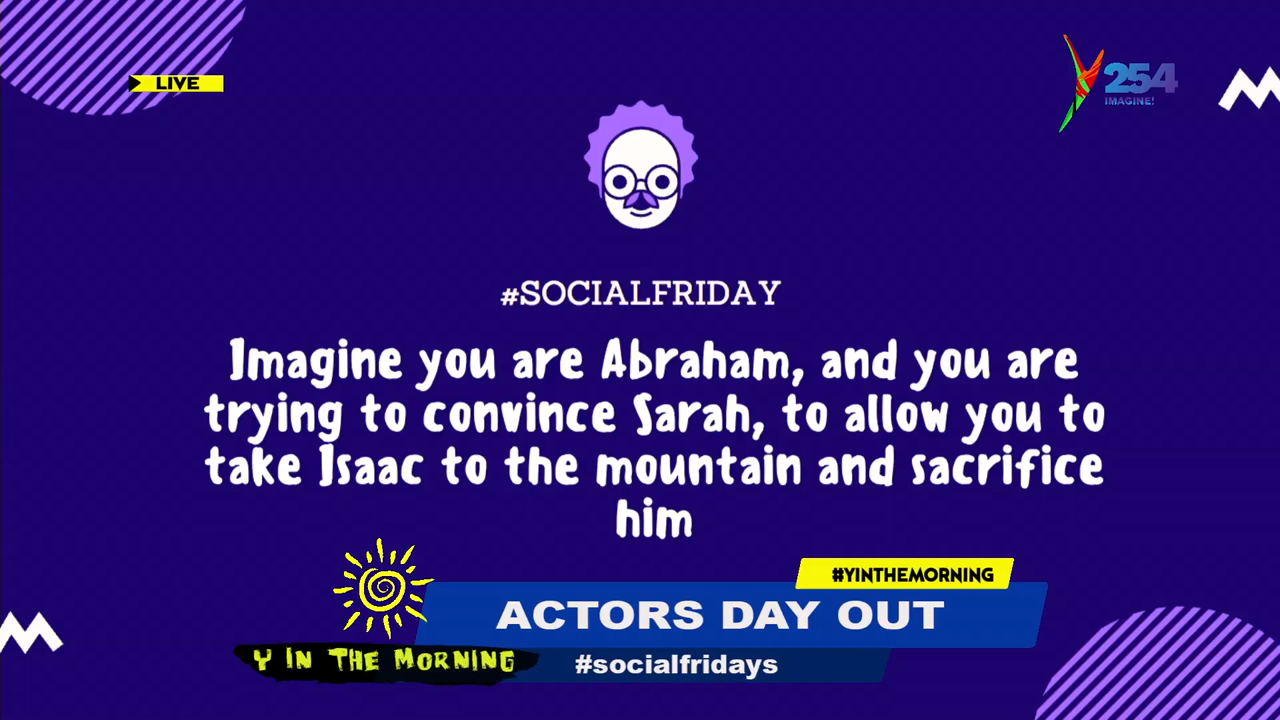 LIVE
254
IMAGINE!
#SOCIALFRIDAY
Imagine you are Abraham, and you are
trying to convince Sarah, to allow you to
take Isaac to the mountain and sacrifice
him
#YINTHEMORNING
ACTORS DAY OUT
Y IN THE MORNING
#socialfridays